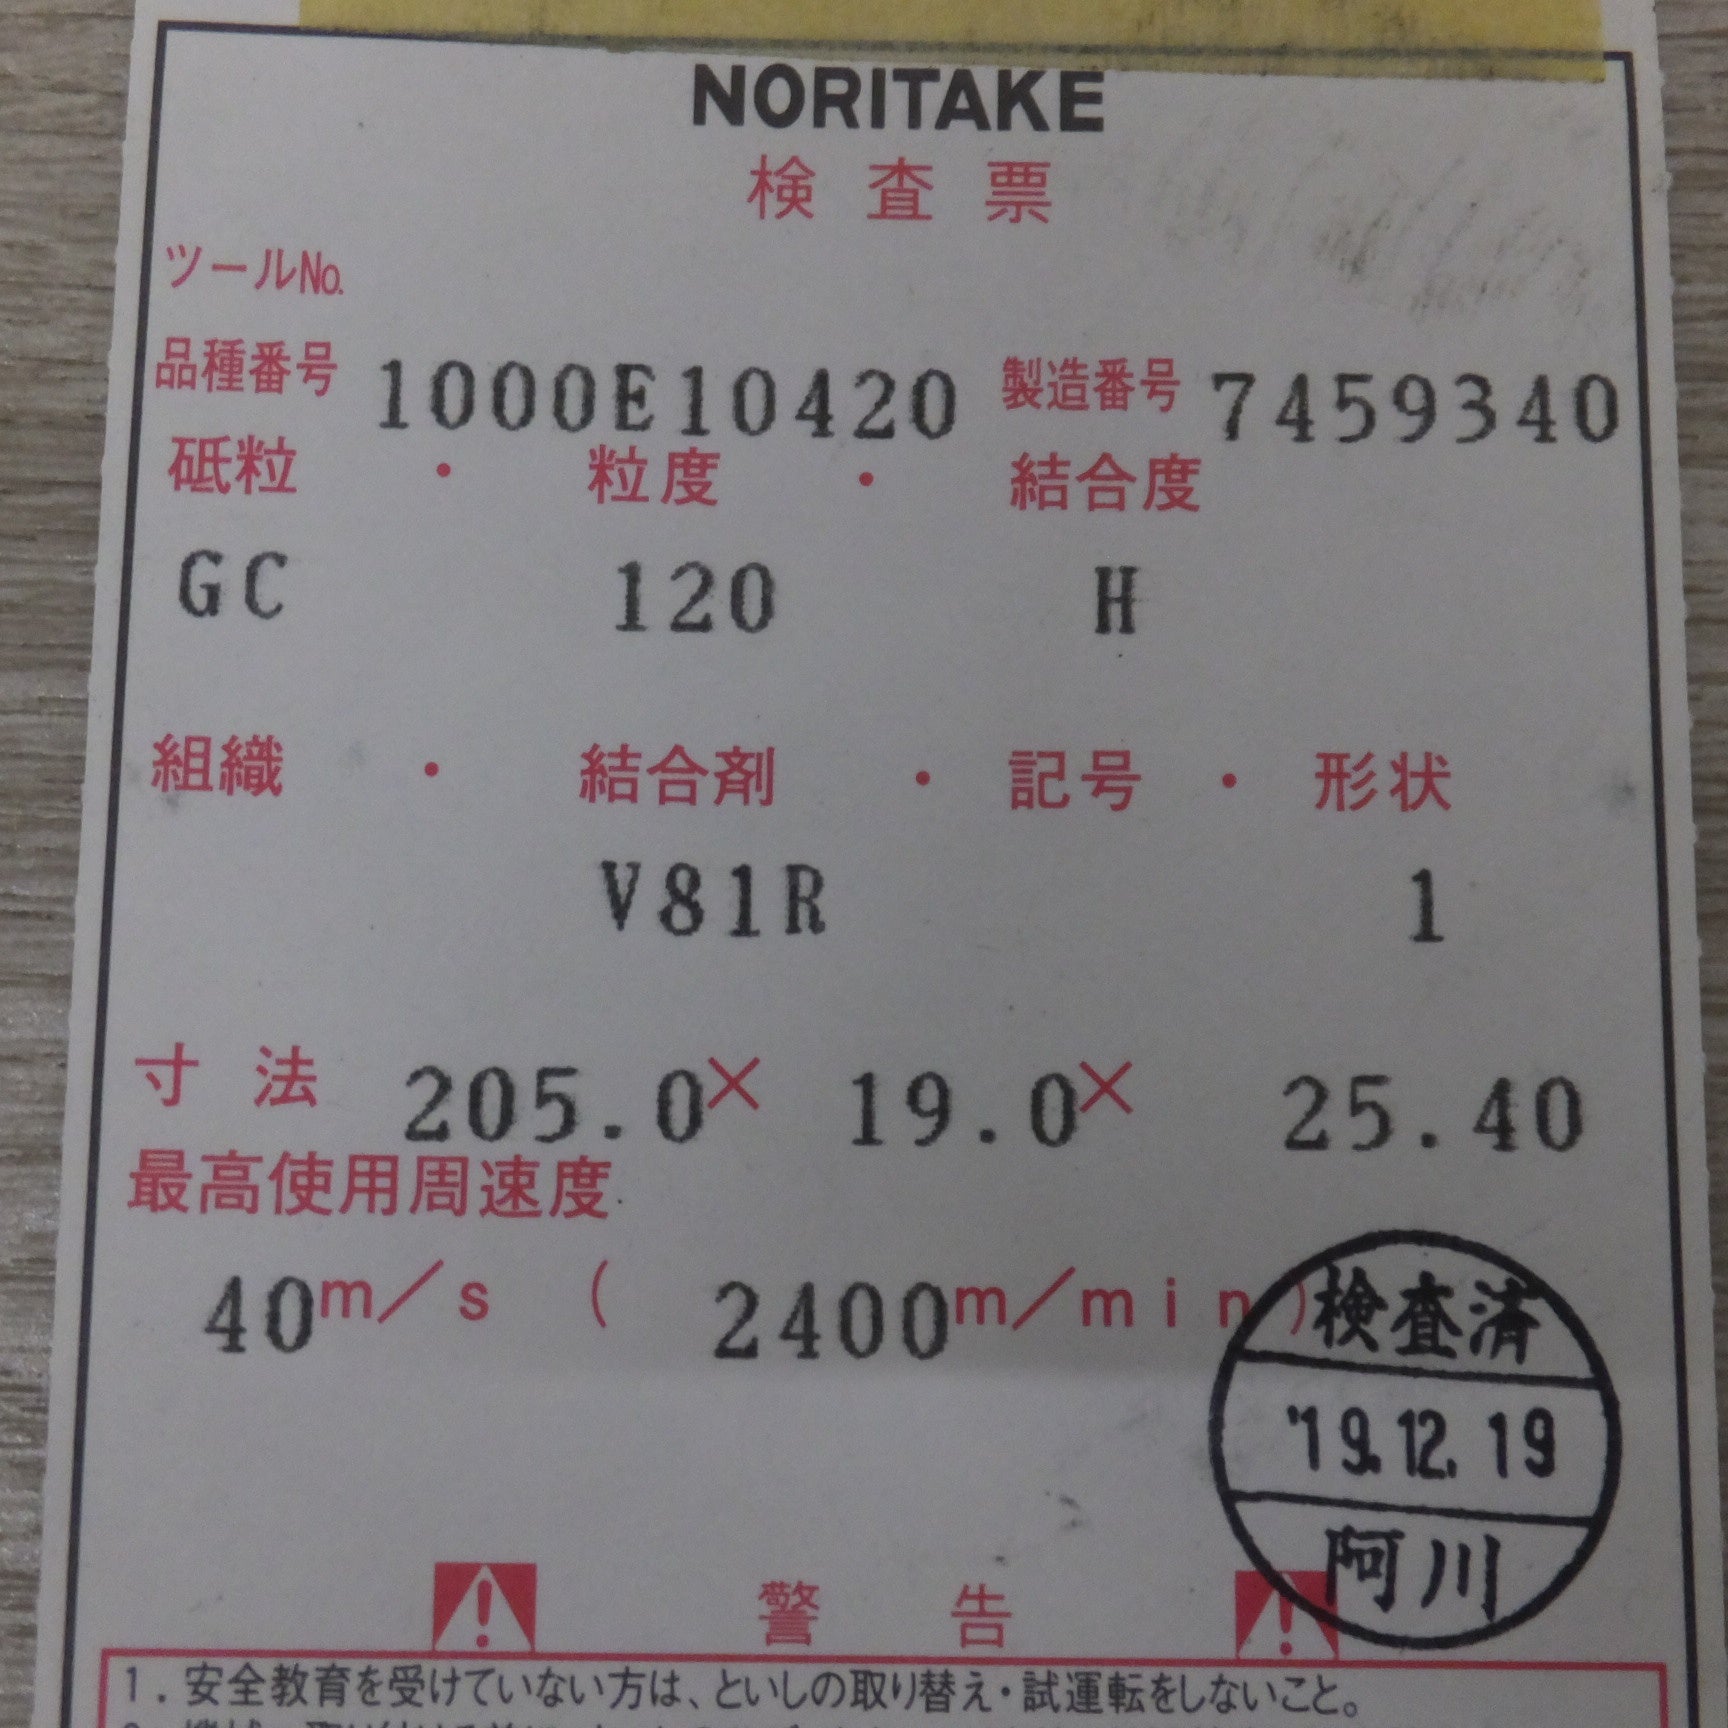 NORITAKE
検査票
ツールNo.
品種番号 1000E10420 製造番号 7459340
砥粒 ・ 粒度 ・ 結合度
GC 120 H
組織 ・ 結合剤 ・ 記号 ・ 形状
V81R 1
寸法 205.0× 19.0× 25.40
最高使用周速度
40m/s ( 2400m/min)
検査済
'19.12.19
阿川
警告
1.安全教育を受けていない方は、といしの取り替え・試運転をしないこと。